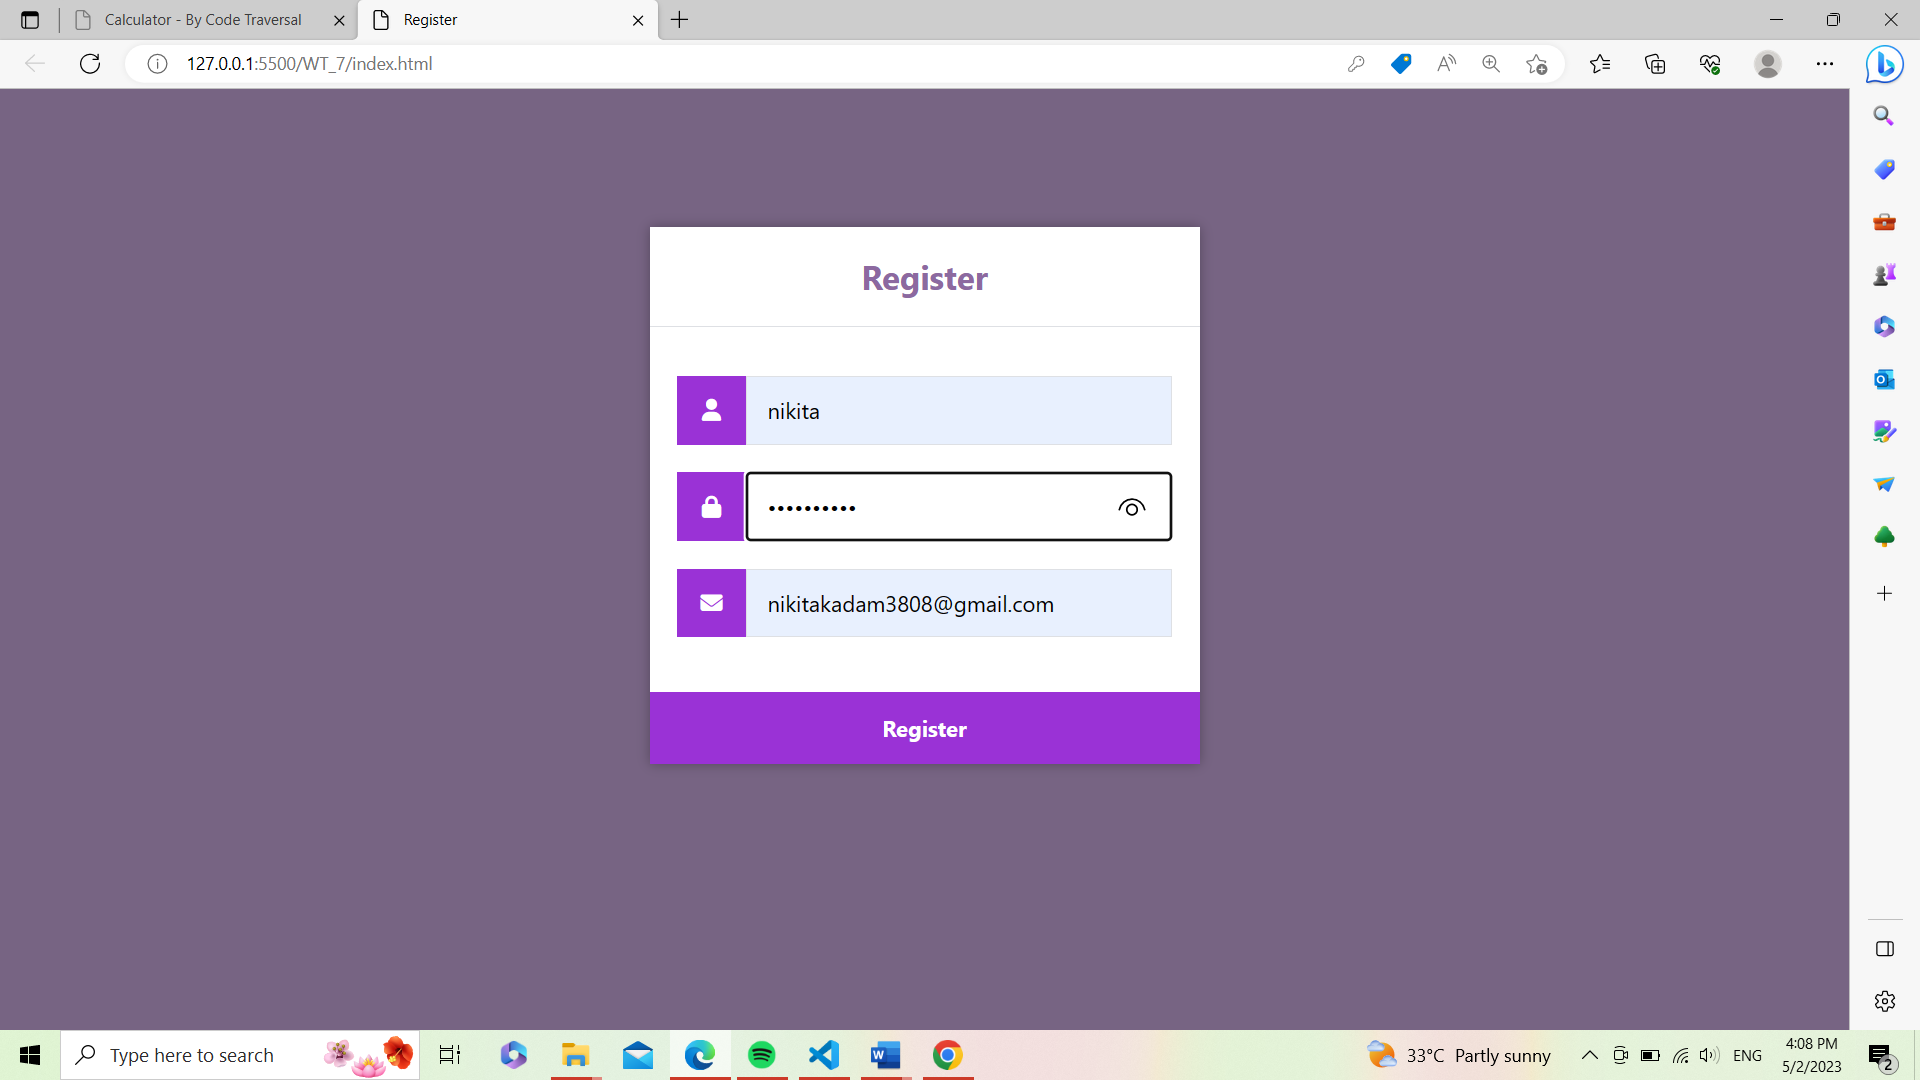 Calculator - By Code Traversal
Register
127.0.0.1:5500/WT_7/index.html
Register
nikita
••••••••••
nikitakadam3808@gmail.com
Register
Type here to search
33°C Partly sunny
ENG
4:08 PM
5/2/2023
2